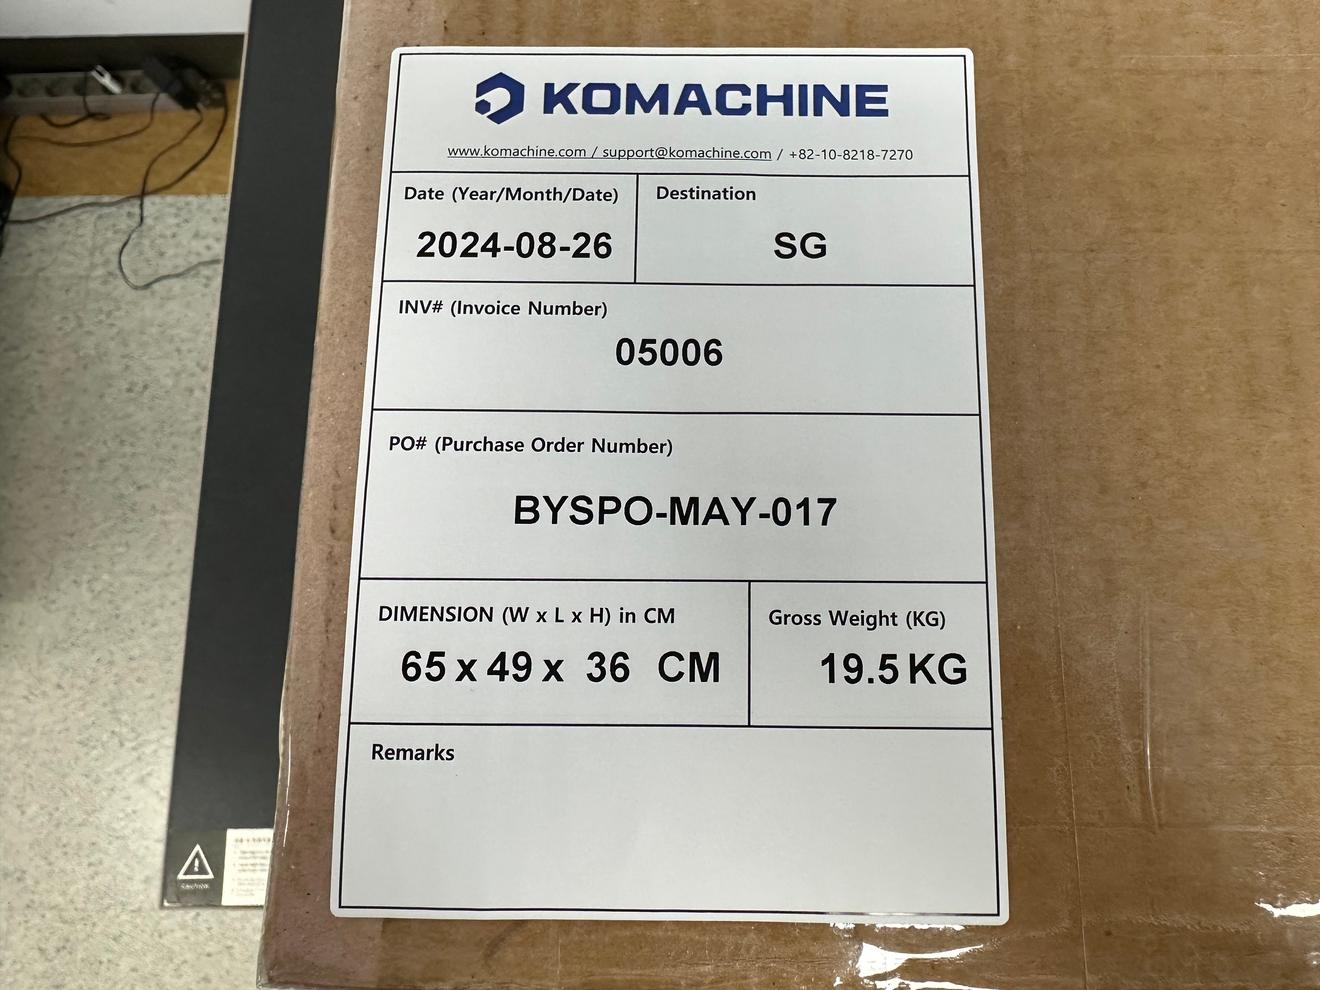 KOMACHINE
www.komachine.com / support@komachine.com / +82-10-8218-7270
Date (Year/Month/Date)
2024-08-26
Destination
SG
INV# (Invoice Number)
05006
PO# (Purchase Order Number)
BYSPO-MAY-017
DIMENSION (W x L x H) in CM
65 x 49 x 36 CM
Gross Weight (KG)
19.5 KG
Remarks